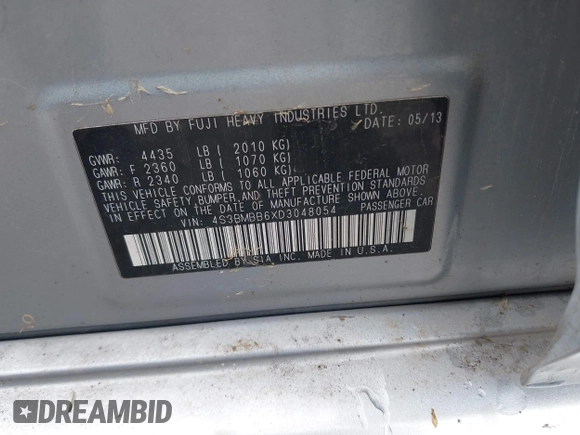 MFD BY FUJI HEAVY INDUSTRIES LTD.
DATE: 05/13
GVWR: 4435 LB ( 2010 KG)
GAWR: F 2360 LB ( 1070 KG)
GAWR: R 2340 LB ( 1060 KG)
THIS VEHICLE CONFORMS TO ALL APPLICABLE FEDERAL MOTOR
VEHICLE SAFETY, BUMPER, AND THEFT PREVENTION STANDARDS
IN EFFECT ON THE DATE OF MANUFACTURE SHOWN ABOVE.
VIN: 4S3BMBB6XD3048054 PASSENGER CAR
ASSEMBLED BY SIA INC. MADE IN U.S.A.
DREAMBID